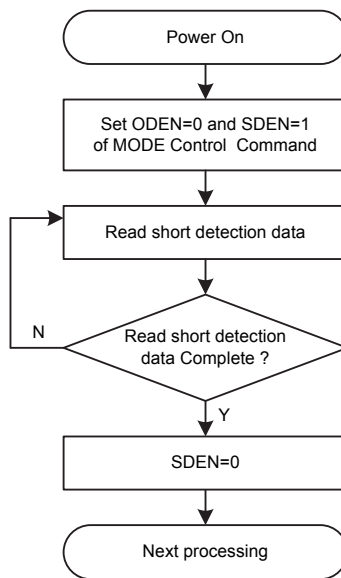 Power On
Set ODEN=0 and SDEN=1
of MODE Control Command
Read short detection data
N
Read short detection
data Complete ?
Y
SDEN=0
Next processing